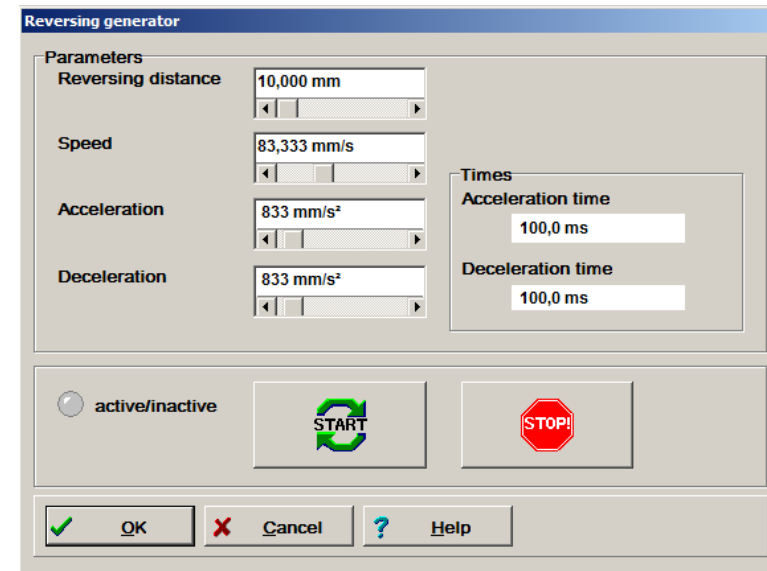 Reversing generator
Parameters
Reversing distance
10,000 mm
Speed
83,333 mm/s
Acceleration
833 mm/s²
Deceleration
833 mm/s²
Times
Acceleration time
100,0 ms
Deceleration time
100,0 ms
active/inactive
START
STOP!
OK
Cancel
Help